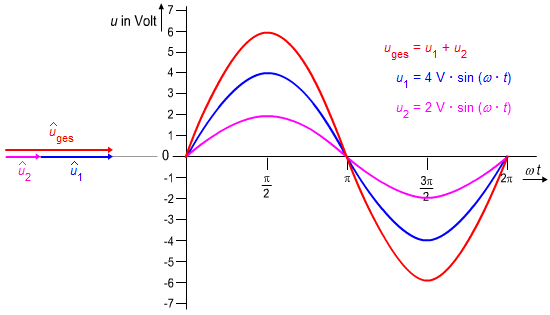 u in Volt
7
6
5
4
3
2
1
0
-1
-2
-3
-4
-5
-6
-7
u_ges = u_1 + u_2
u_1 = 4 V · sin (ω · t)
u_2 = 2 V · sin (ω · t)
û_ges
û_2 û_1
π/2
π
3π/2
2π
ω t